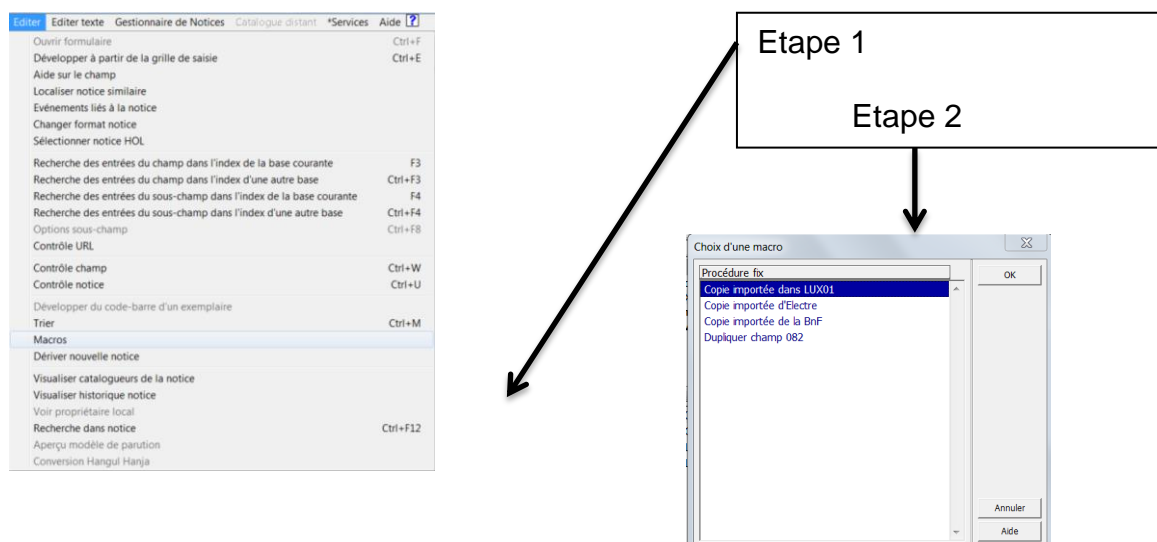 Editer Editer texte Gestionnaire de Notices Catalogue distant *Services Aide ?
Ouvrir formulaire Ctrl+F
Développer à partir de la grille de saisie Ctrl+E
Aide sur le champ
Localiser notice similaire
Evénements liés à la notice
Changer format notice
Sélectionner notice HOL
Recherche des entrées du champ dans l'index de la base courante F3
Recherche des entrées du champ dans l'index d'une autre base Ctrl+F3
Recherche des entrées du sous-champ dans l'index de la base courante F4
Recherche des entrées du sous-champ dans l'index d'une autre base Ctrl+F4
Options sous-champ Ctrl+F8
Contrôle URL
Contrôle champ Ctrl+W
Contrôle notice Ctrl+U
Développer du code-barre d'un exemplaire
Trier Ctrl+M
Macros
Dériver nouvelle notice
Visualiser catalogueurs de la notice
Visualiser historique notice
Voir propriétaire local
Recherche dans notice Ctrl+F12
Aperçu modèle de parution
Conversion Hangul Hanja
Etape 1
Etape 2
Choix d'une macro
Procédure fix
Copie importée dans LUX01
Copie importée d'Electre
Copie importée de la BnF
Dupliquer champ 082
OK
Annuler
Aide